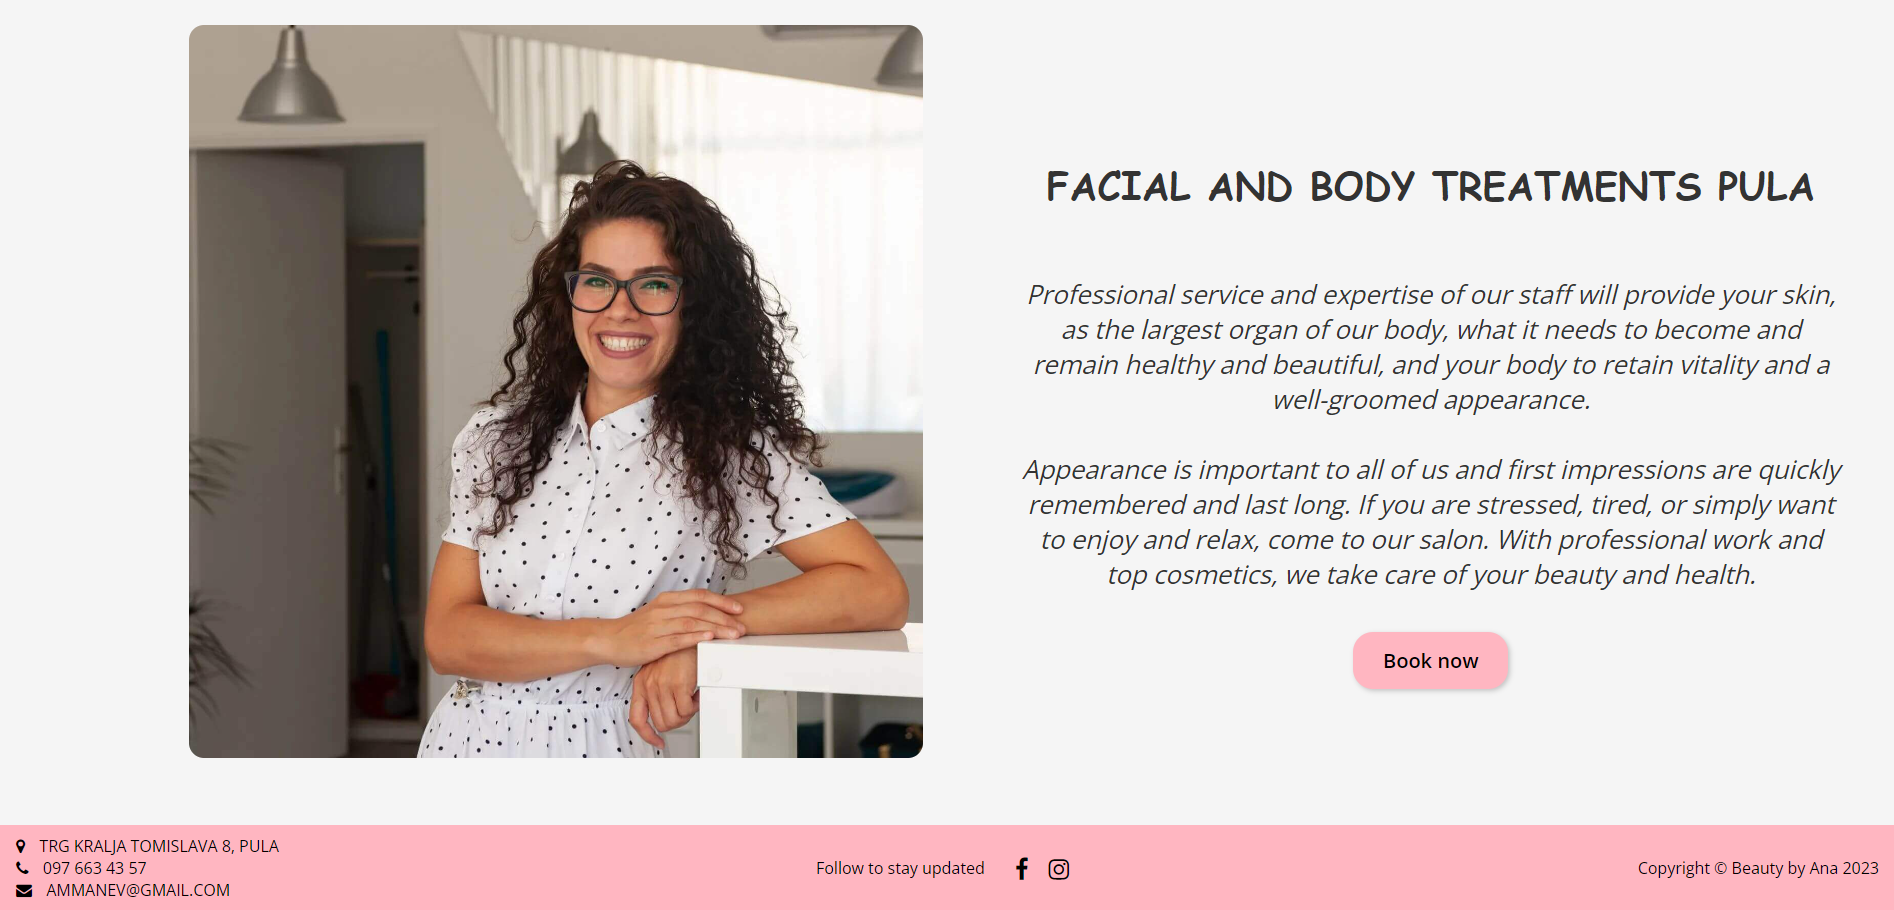 FACIAL AND BODY TREATMENTS PULA
Professional service and expertise of our staff will provide your skin,
as the largest organ of our body, what it needs to become and
remain healthy and beautiful, and your body to retain vitality and a
well-groomed appearance.
Appearance is important to all of us and first impressions are quickly
remembered and last long. If you are stressed, tired, or simply want
to enjoy and relax, come to our salon. With professional work and
top cosmetics, we take care of your beauty and health.
Book now
TRG KRALJA TOMISLAVA 8, PULA
097 663 43 57
AMMANEV@GMAIL.COM
Follow to stay updated
Copyright © Beauty by Ana 2023